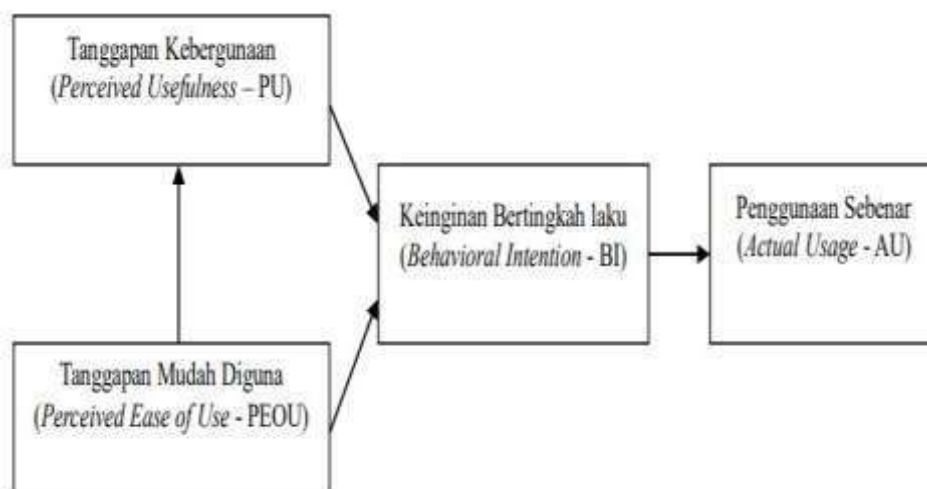 Tanggapan Kebergunaan
(Perceived Usefulness – PU)
Keinginan Bertingkah laku
(Behavioral Intention - BI)
Penggunaan Sebenar
(Actual Usage - AU)
Tanggapan Mudah Diguna
(Perceived Ease of Use - PEOU)